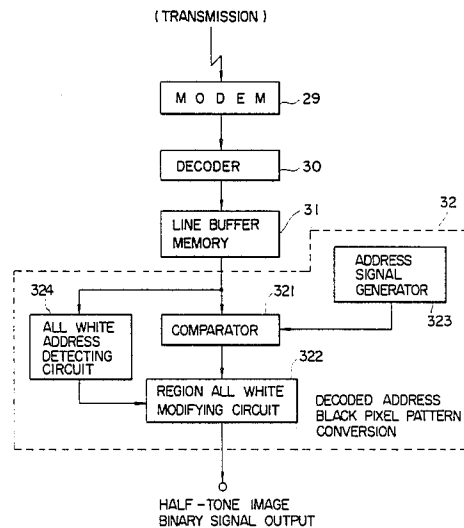 (TRANSMISSION)
MODEM
29
DECODER
30
LINE BUFFER
MEMORY
31
32
ADDRESS
SIGNAL
GENERATOR
323
324
ALL WHITE
ADDRESS
DETECTING
CIRCUIT
321
COMPARATOR
322
REGION ALL WHITE
MODIFYING CIRCUIT
DECODED ADDRESS
BLACK PIXEL PATTERN
CONVERSION
HALF-TONE IMAGE
BINARY SIGNAL OUTPUT